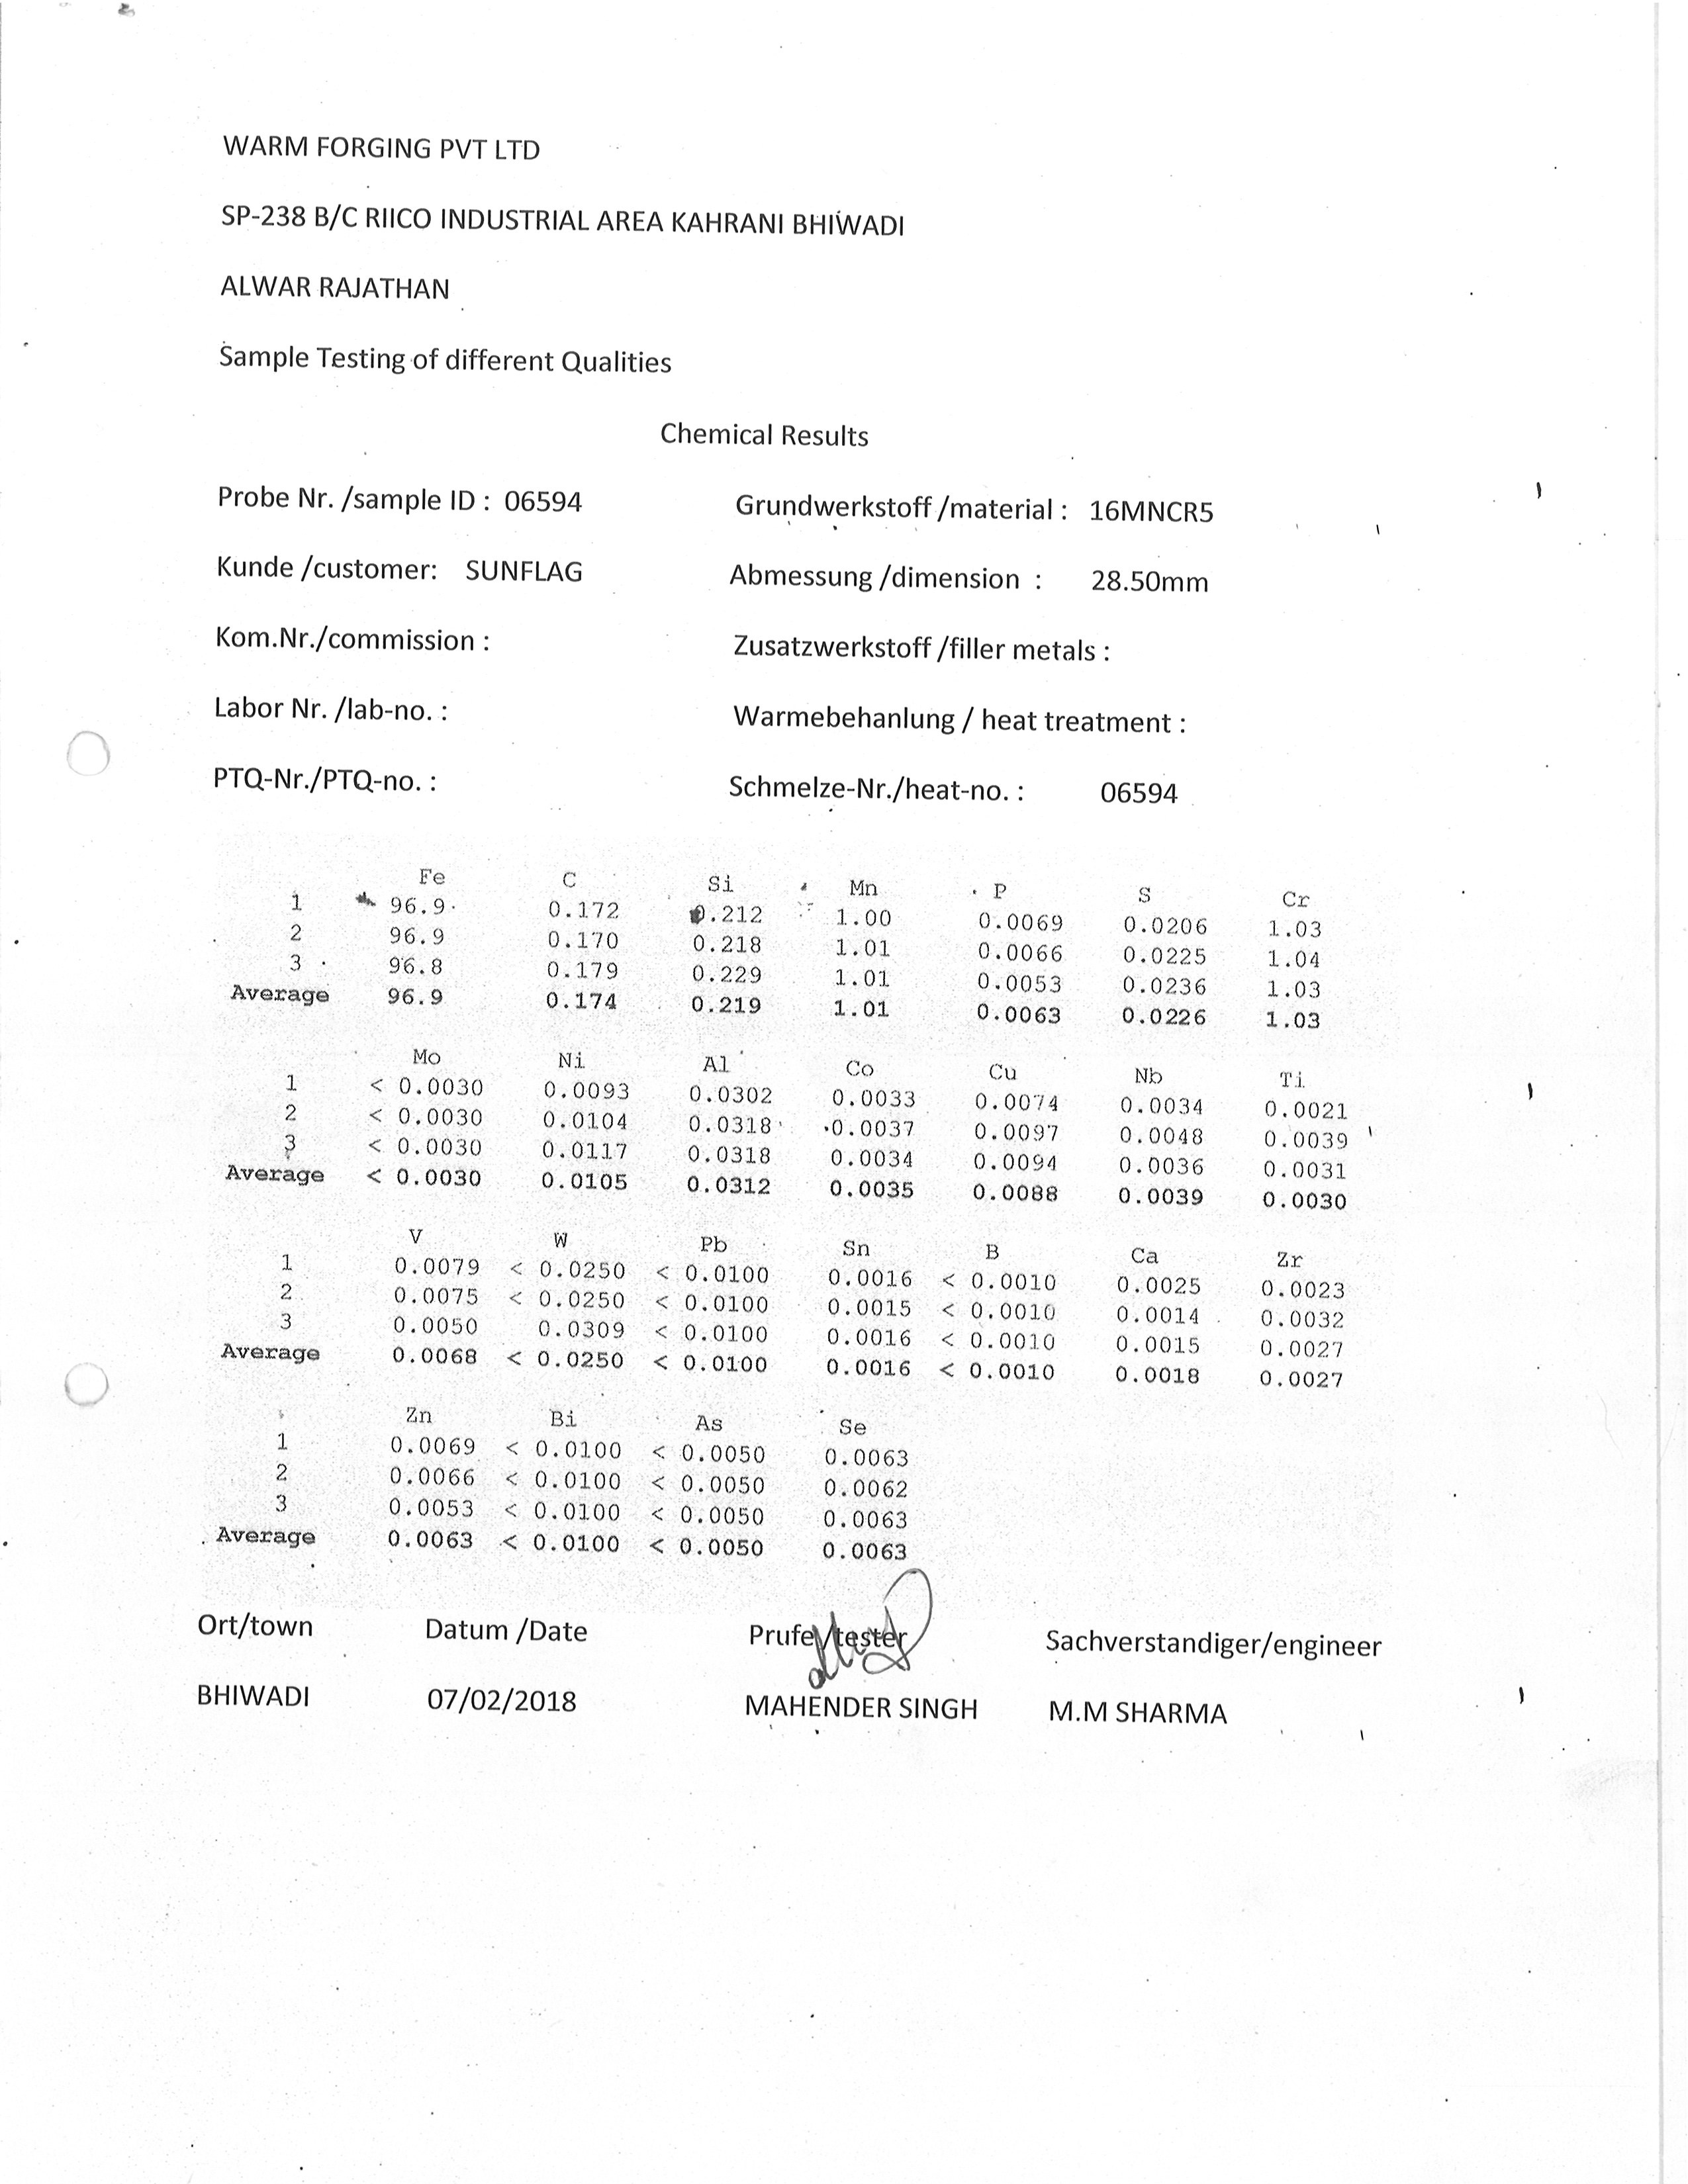 WARM FORGING PVT LTD
SP-238 B/C RIICO INDUSTRIAL AREA KAHRANI BHIWADI
ALWAR RAJATHAN
Sample Testing of different Qualities
Chemical Results
Probe Nr. /sample ID : 06594 Grundwerkstoff /material : 16MNCR5
Kunde /customer: SUNFLAG Abmessung /dimension : 28.50mm
Kom.Nr./commission : Zusatzwerkstoff /filler metals :
Labor Nr. /lab-no. : Warmebehanlung / heat treatment :
PTQ-Nr./PTQ-no. : Schmelze-Nr./heat-no. : 06594
Fe C Si Mn P S Cr
1 96.9 0.172 0.212 1.00 0.0069 0.0206 1.03
2 96.9 0.170 0.218 1.01 0.0066 0.0225 1.04
3 96.8 0.179 0.229 1.01 0.0053 0.0236 1.03
Average 96.9 0.174 0.219 1.01 0.0063 0.0226 1.03
Mo Ni Al Co Cu Nb Ti
1 < 0.0030 0.0093 0.0302 0.0033 0.0074 0.0034 0.0021
2 < 0.0030 0.0104 0.0318 0.0037 0.0097 0.0048 0.0039
3 < 0.0030 0.0117 0.0318 0.0034 0.0094 0.0036 0.0031
Average < 0.0030 0.0105 0.0312 0.0035 0.0088 0.0039 0.0030
V W Pb Sn B Ca Zr
1 0.0079 < 0.0250 < 0.0100 0.0016 < 0.0010 0.0025 0.0023
2 0.0075 < 0.0250 < 0.0100 0.0015 < 0.0010 0.0014 0.0032
3 0.0050 0.0309 < 0.0100 0.0016 < 0.0010 0.0015 0.0027
Average 0.0068 < 0.0250 < 0.0100 0.0016 < 0.0010 0.0018 0.0027
Zn Bi As Se
1 0.0069 < 0.0100 < 0.0050 0.0063
2 0.0066 < 0.0100 < 0.0050 0.0062
3 0.0053 < 0.0100 < 0.0050 0.0063
Average 0.0063 < 0.0100 < 0.0050 0.0063
Ort/town Datum /Date Prufe /tester Sachverstandiger/engineer
BHIWADI 07/02/2018 MAHENDER SINGH M.M SHARMA